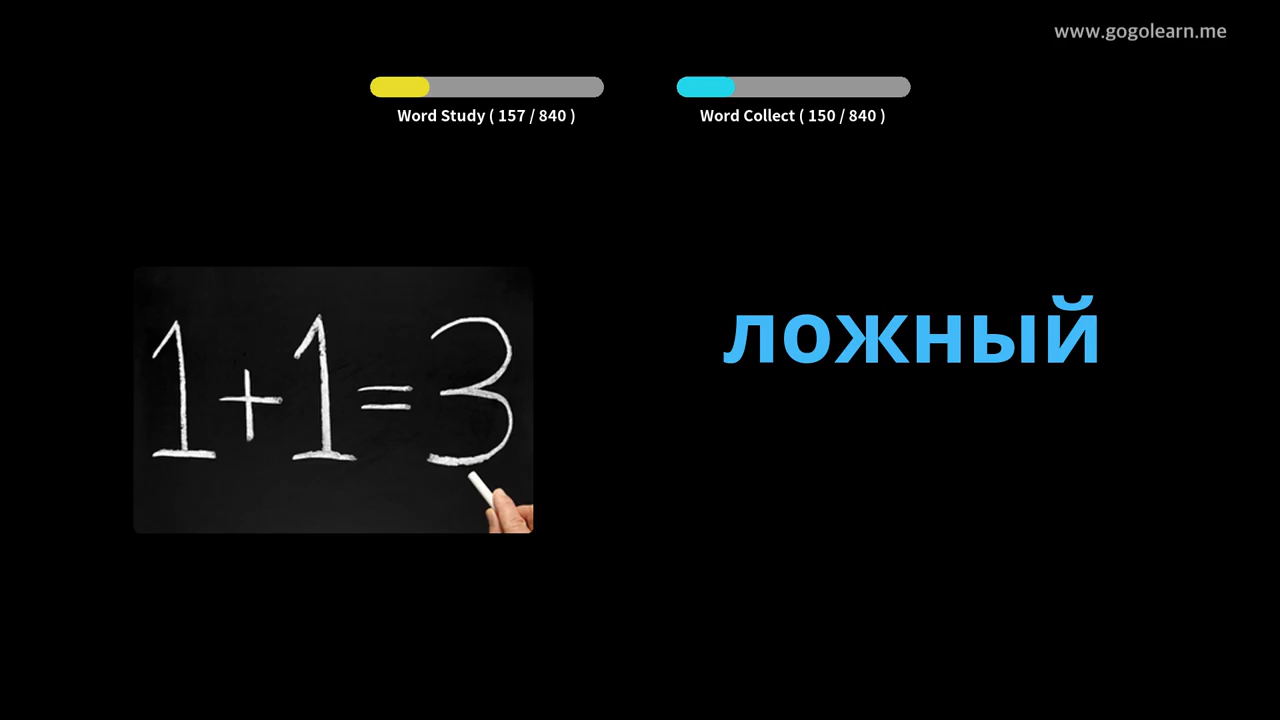 www.gogolearn.me
Word Study ( 157 / 840 )
Word Collect ( 150 / 840 )
1+1=3
ложный